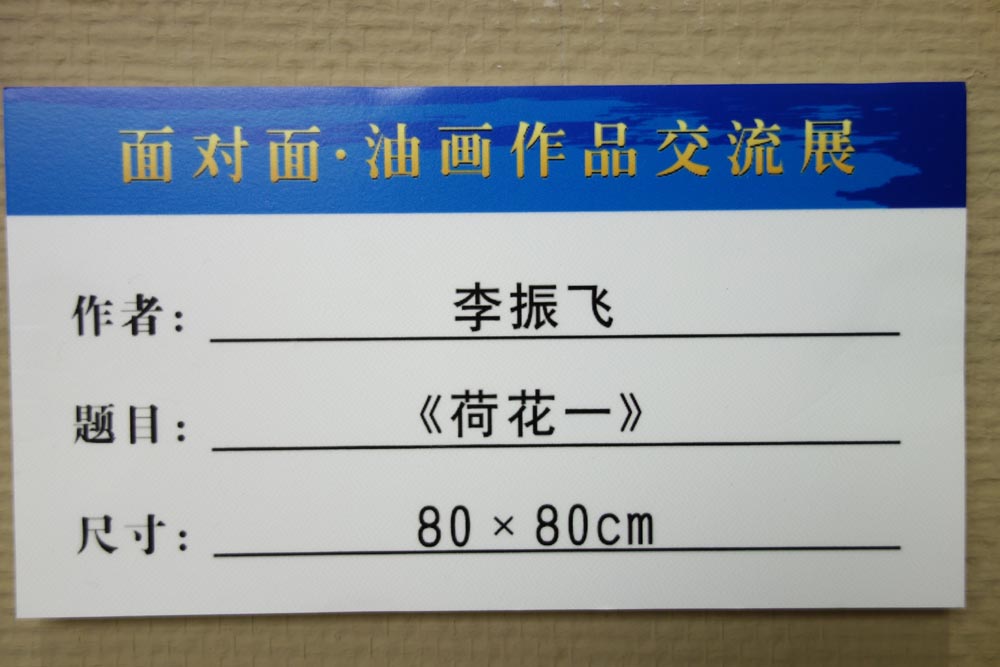 面对面·油画作品交流展
作者： 李振飞
题目： 《荷花一》
尺寸： 80×80cm